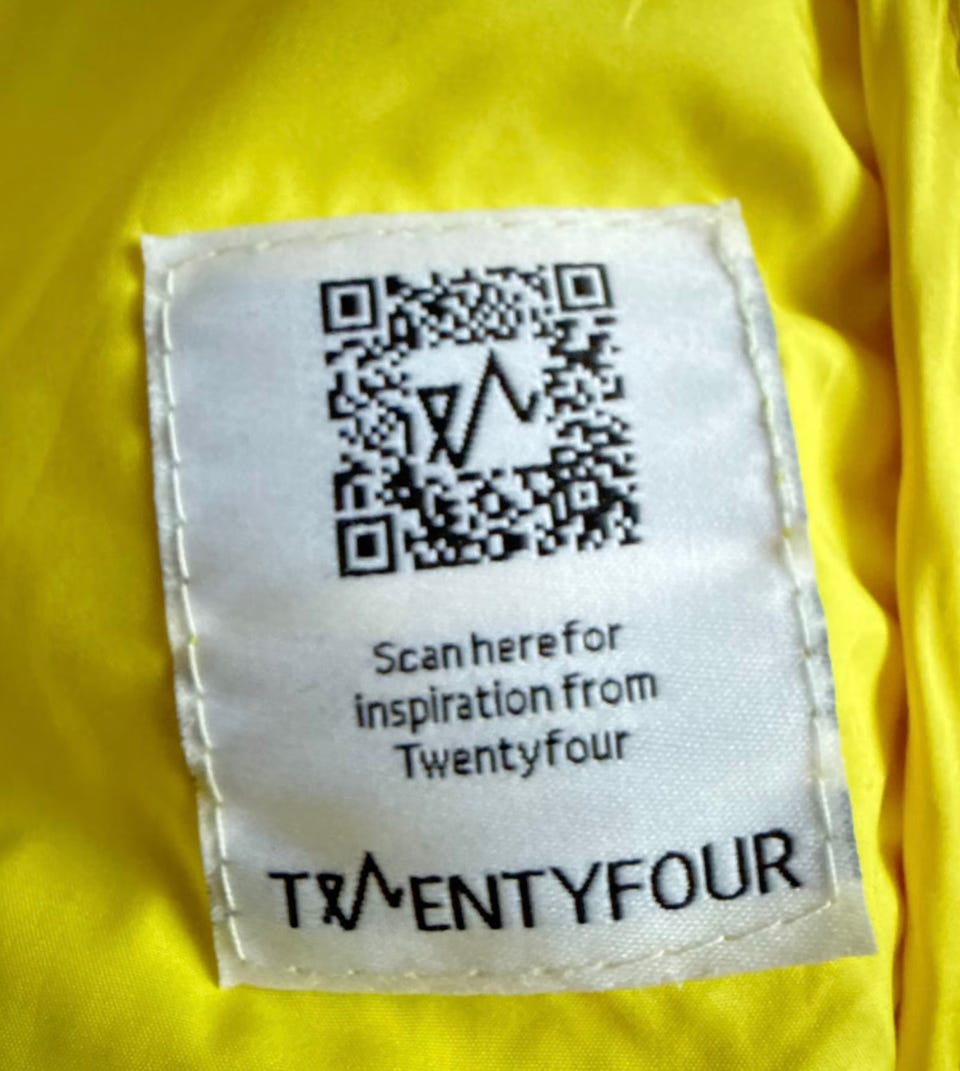 Scan here for
inspiration from
Twentyfour
TWENTYFOUR